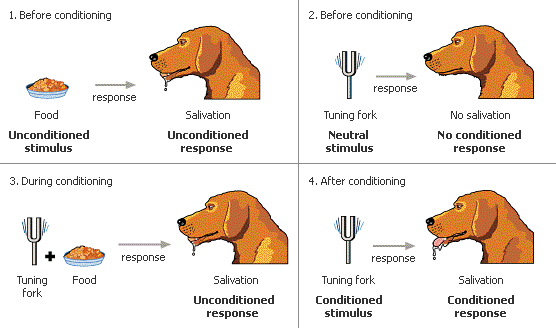 1. Before conditioning
response
Food
Salivation
Unconditioned
stimulus
Unconditioned
response
2. Before conditioning
response
Tuning fork
No salivation
Neutral
stimulus
No conditioned
response
3. During conditioning
response
Tuning
fork
Food
Salivation
Unconditioned
response
4. After conditioning
response
Tuning fork
Salivation
Conditioned
stimulus
Conditioned
response